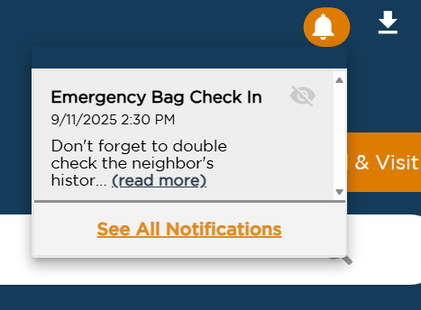 Emergency Bag Check In
9/11/2025 2:30 PM
Don't forget to double
check the neighbor's
histor... (read more)
& Visit
See All Notifications